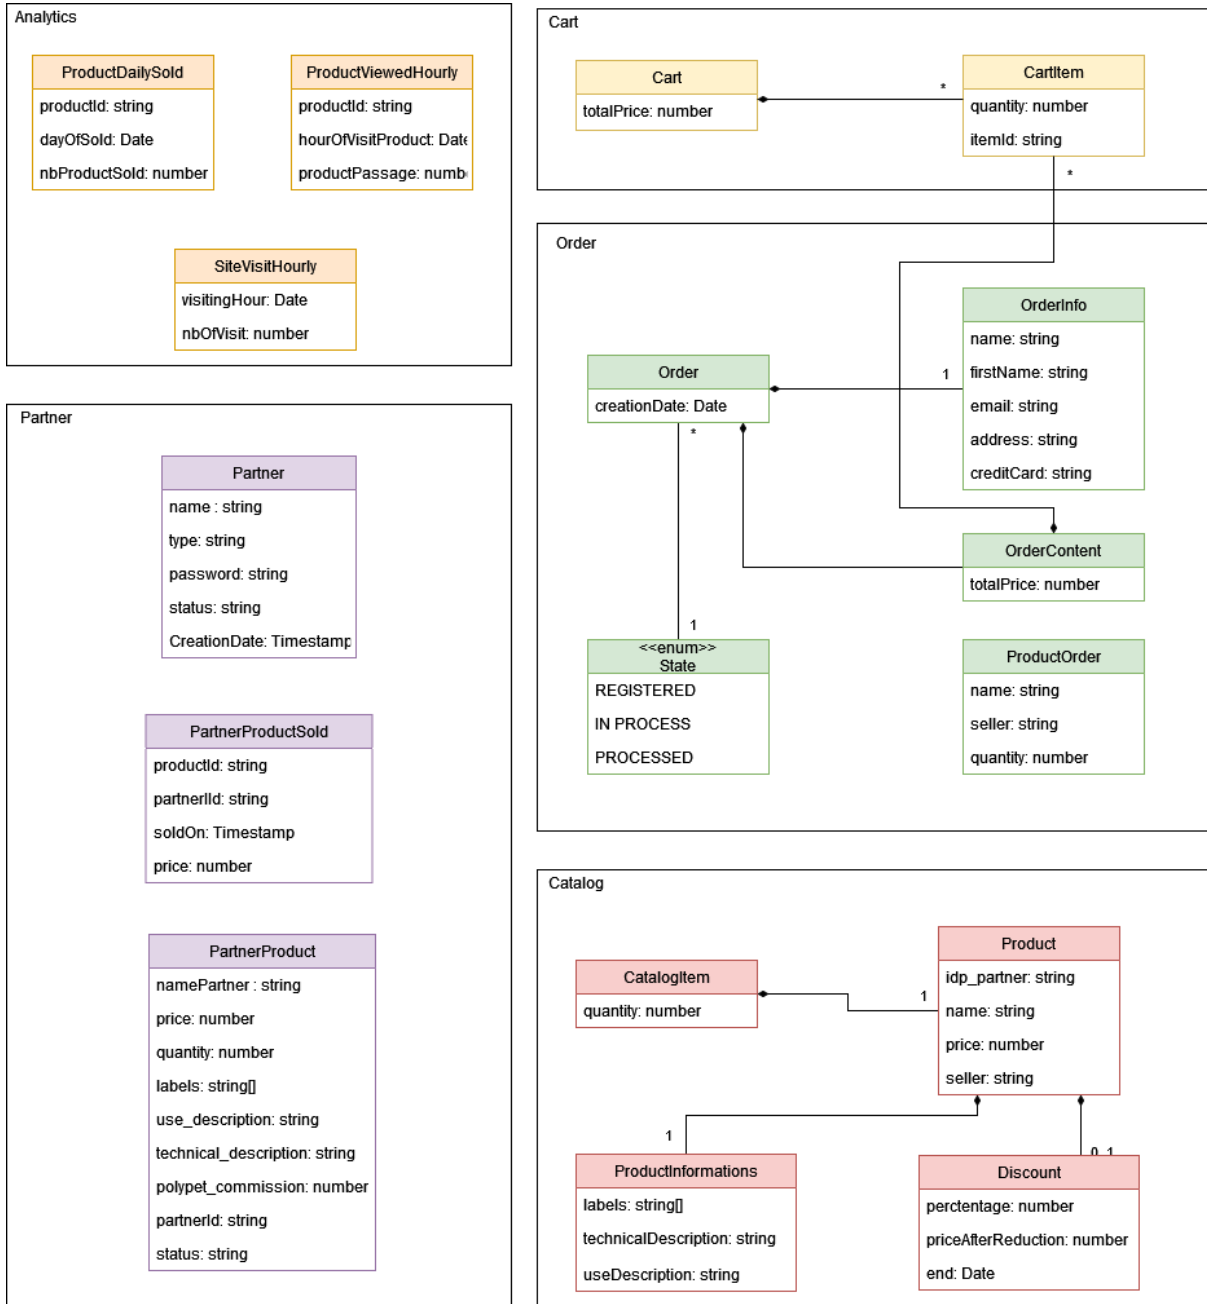 Analytics
ProductDailySold
productId: string
dayOfSold: Date
nbProductSold: number
ProductViewedHourly
productId: string
hourOfVisitProduct: Date
productPassage: numb
SiteVisitHourly
visitingHour: Date
nbOfVisit: number
Cart
Cart
totalPrice: number
*
CartItem
quantity: number
itemId: string
*
Order
Order
creationDate: Date
*
1
OrderInfo
name: string
firstName: string
email: string
address: string
creditCard: string
OrderContent
totalPrice: number
1
<<enum>>
State
REGISTERED
IN PROCESS
PROCESSED
ProductOrder
name: string
seller: string
quantity: number
Partner
Partner
name : string
type: string
password: string
status: string
CreationDate: Timestamp
PartnerProductSold
productId: string
partnerIId: string
soldOn: Timestamp
price: number
PartnerProduct
namePartner : string
price: number
quantity: number
labels: string[]
use_description: string
technical_description: string
polypet_commission: number
partnerId: string
status: string
Catalog
CatalogItem
quantity: number
1
Product
idp_partner: string
name: string
price: number
seller: string
1
0..1
ProductInformations
labels: string[]
technicalDescription: string
useDescription: string
Discount
perctentage: number
priceAfterReduction: number
end: Date